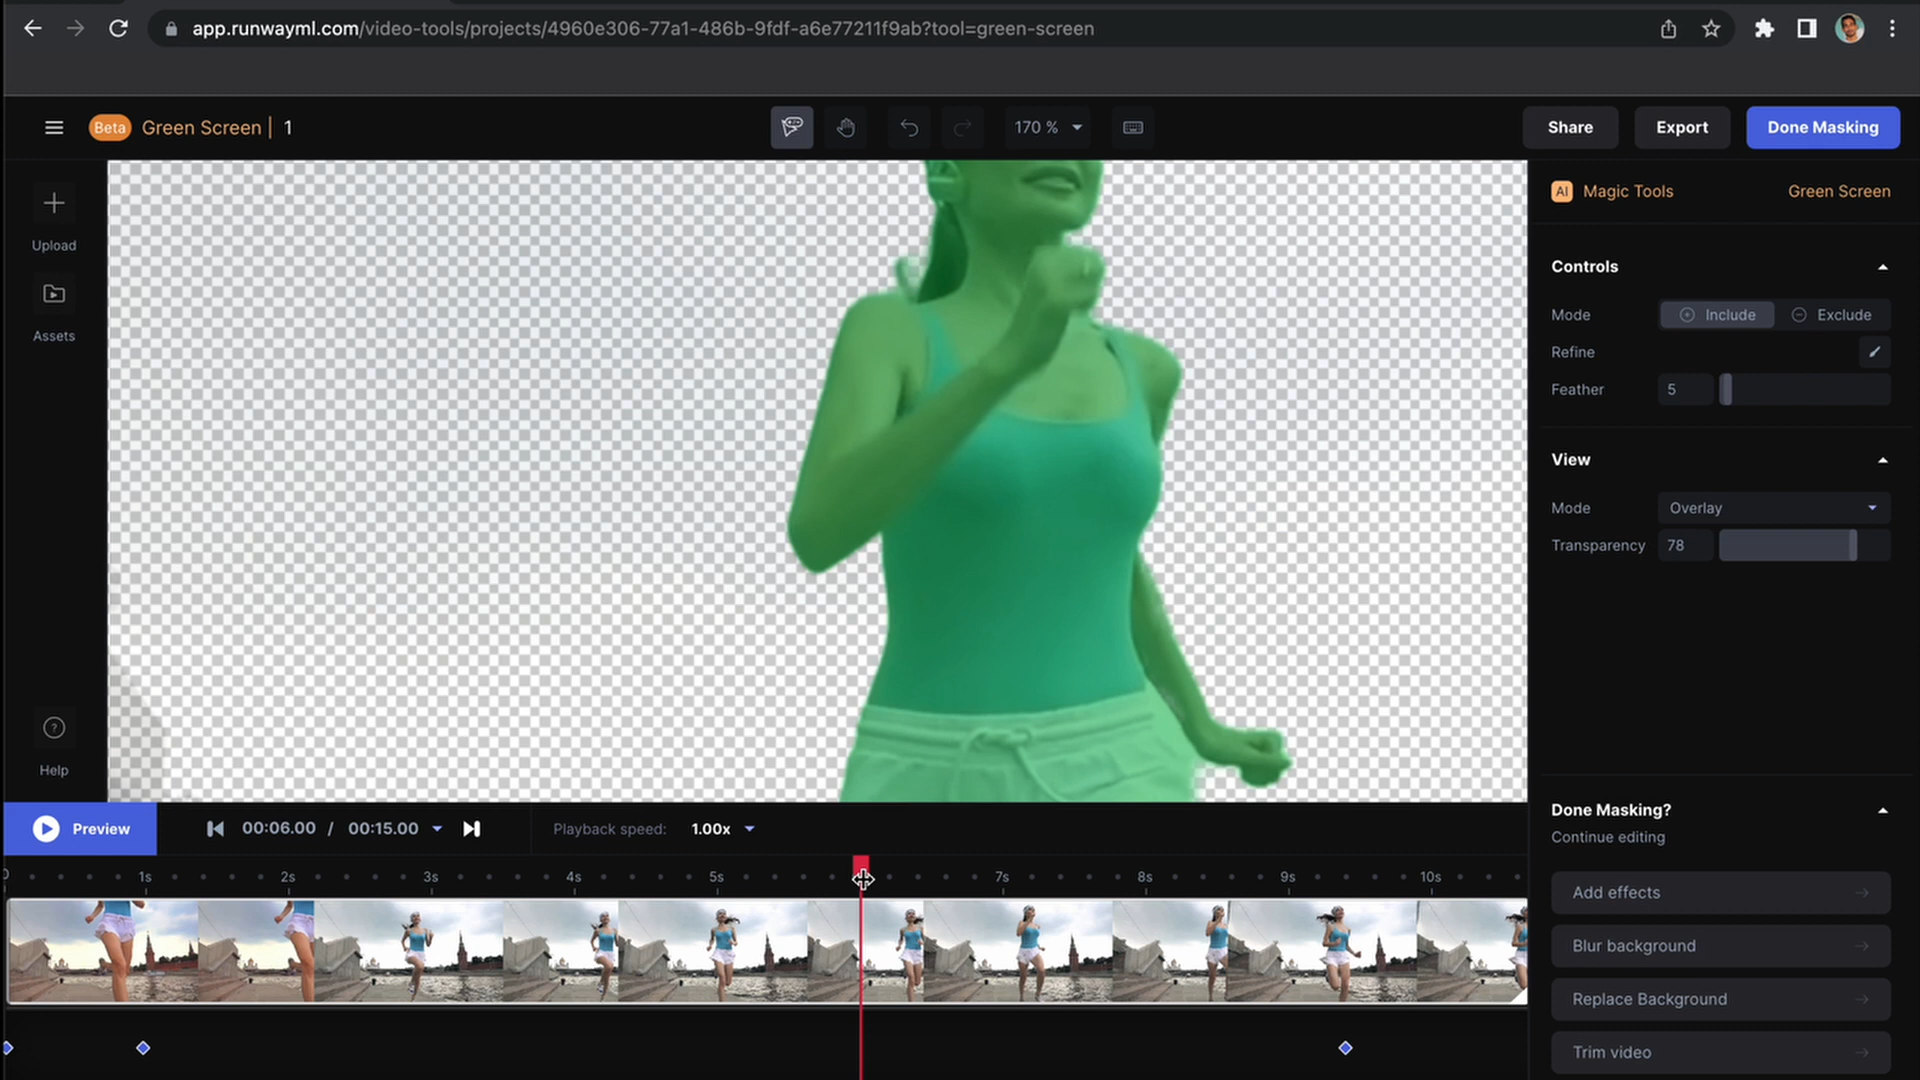 app.runwayml.com/video-tools/projects/4960e306-77a1-486b-9fdf-a6e77211f9ab?tool=green-screen
Beta Green Screen | 1
170 %
Share
Export
Done Masking
Upload
Assets
Help
AI Magic Tools
Green Screen
Controls
Mode
Include
Exclude
Refine
Feather
5
View
Mode
Overlay
Transparency
78
Done Masking?
Continue editing
Add effects
Blur background
Replace Background
Trim video
Preview
00:06.00 / 00:15.00
Playback speed: 1.00x
0 1s 2s 3s 4s 5s 7s 8s 9s 10s